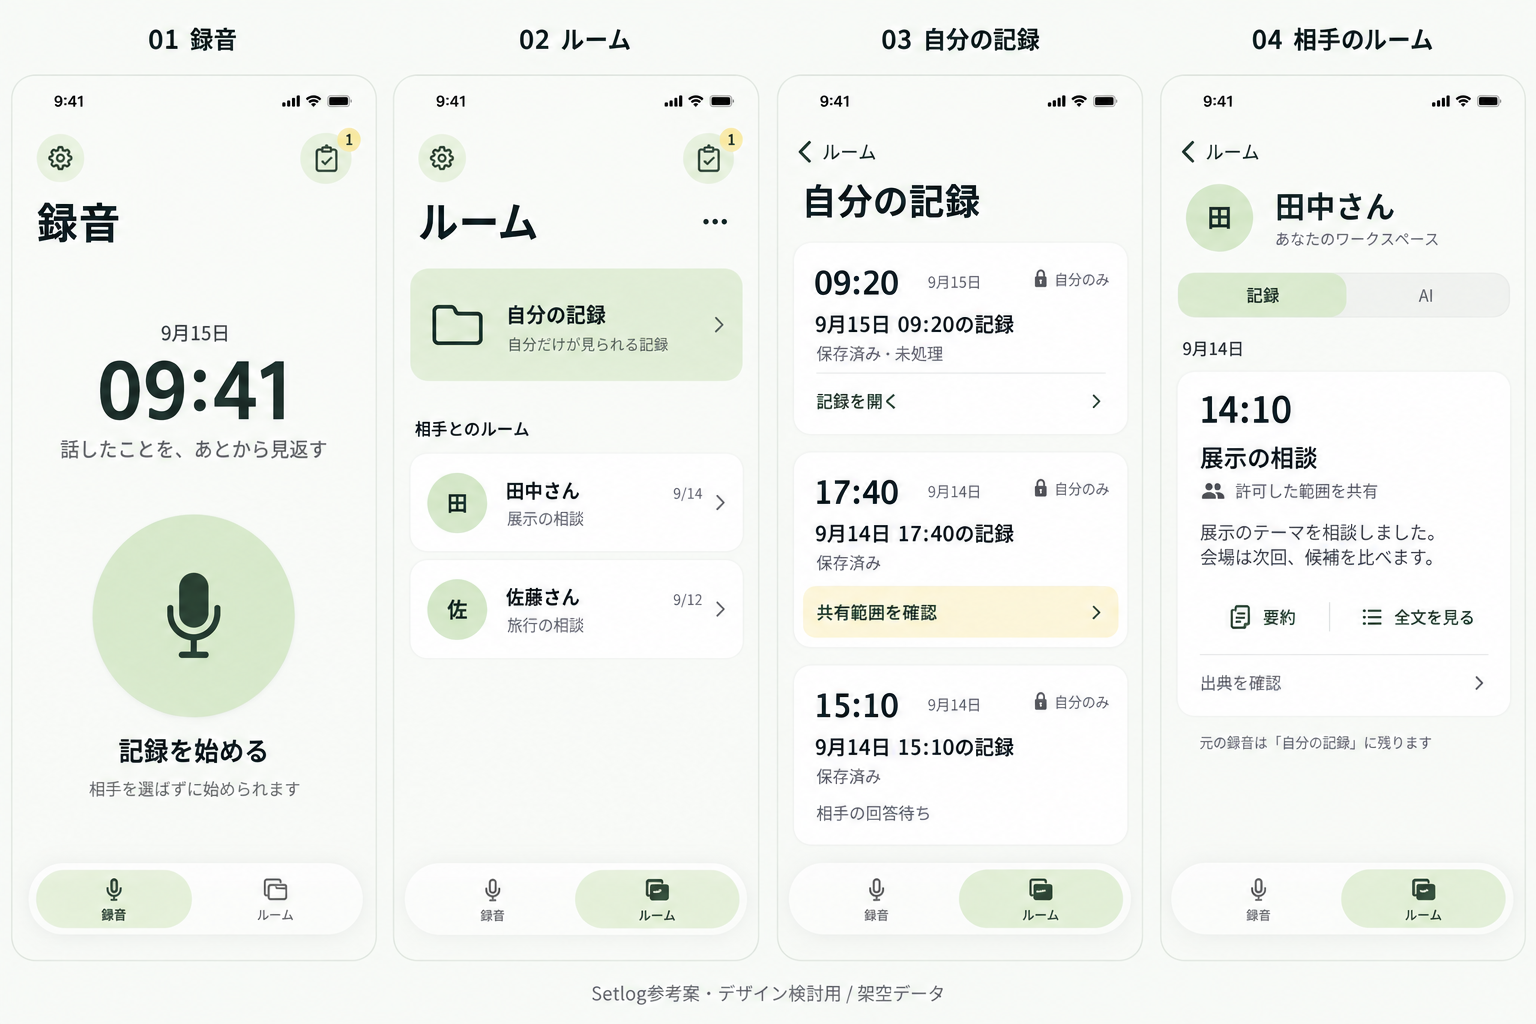 01 録音
9:41
1
録音
9月15日
09:41
話したことを、あとから見返す
記録を始める
相手を選ばずに始められます
録音
ルーム
02 ルーム
9:41
1
ルーム
...
自分の記録
自分だけが見られる記録
相手とのルーム
田
田中さん
展示の相談
9/14
佐
佐藤さん
旅行の相談
9/12
録音
ルーム
03 自分の記録
9:41
ルーム
自分の記録
09:20 9月15日 自分のみ
9月15日 09:20の記録
保存済み・未処理
記録を開く
17:40 9月14日 自分のみ
9月14日 17:40の記録
保存済み
共有範囲を確認
15:10 9月14日 自分のみ
9月14日 15:10の記録
保存済み
相手の回答待ち
録音
ルーム
04 相手のルーム
9:41
ルーム
田
田中さん
あなたのワークスペース
記録 AI
9月14日
14:10
展示の相談
許可した範囲を共有
展示のテーマを相談しました。
会場は次回、候補を比べます。
要約 全文を見る
出典を確認
元の録音は「自分の記録」に残ります
録音
ルーム
Setlog参考案・デザイン検討用 / 架空データ